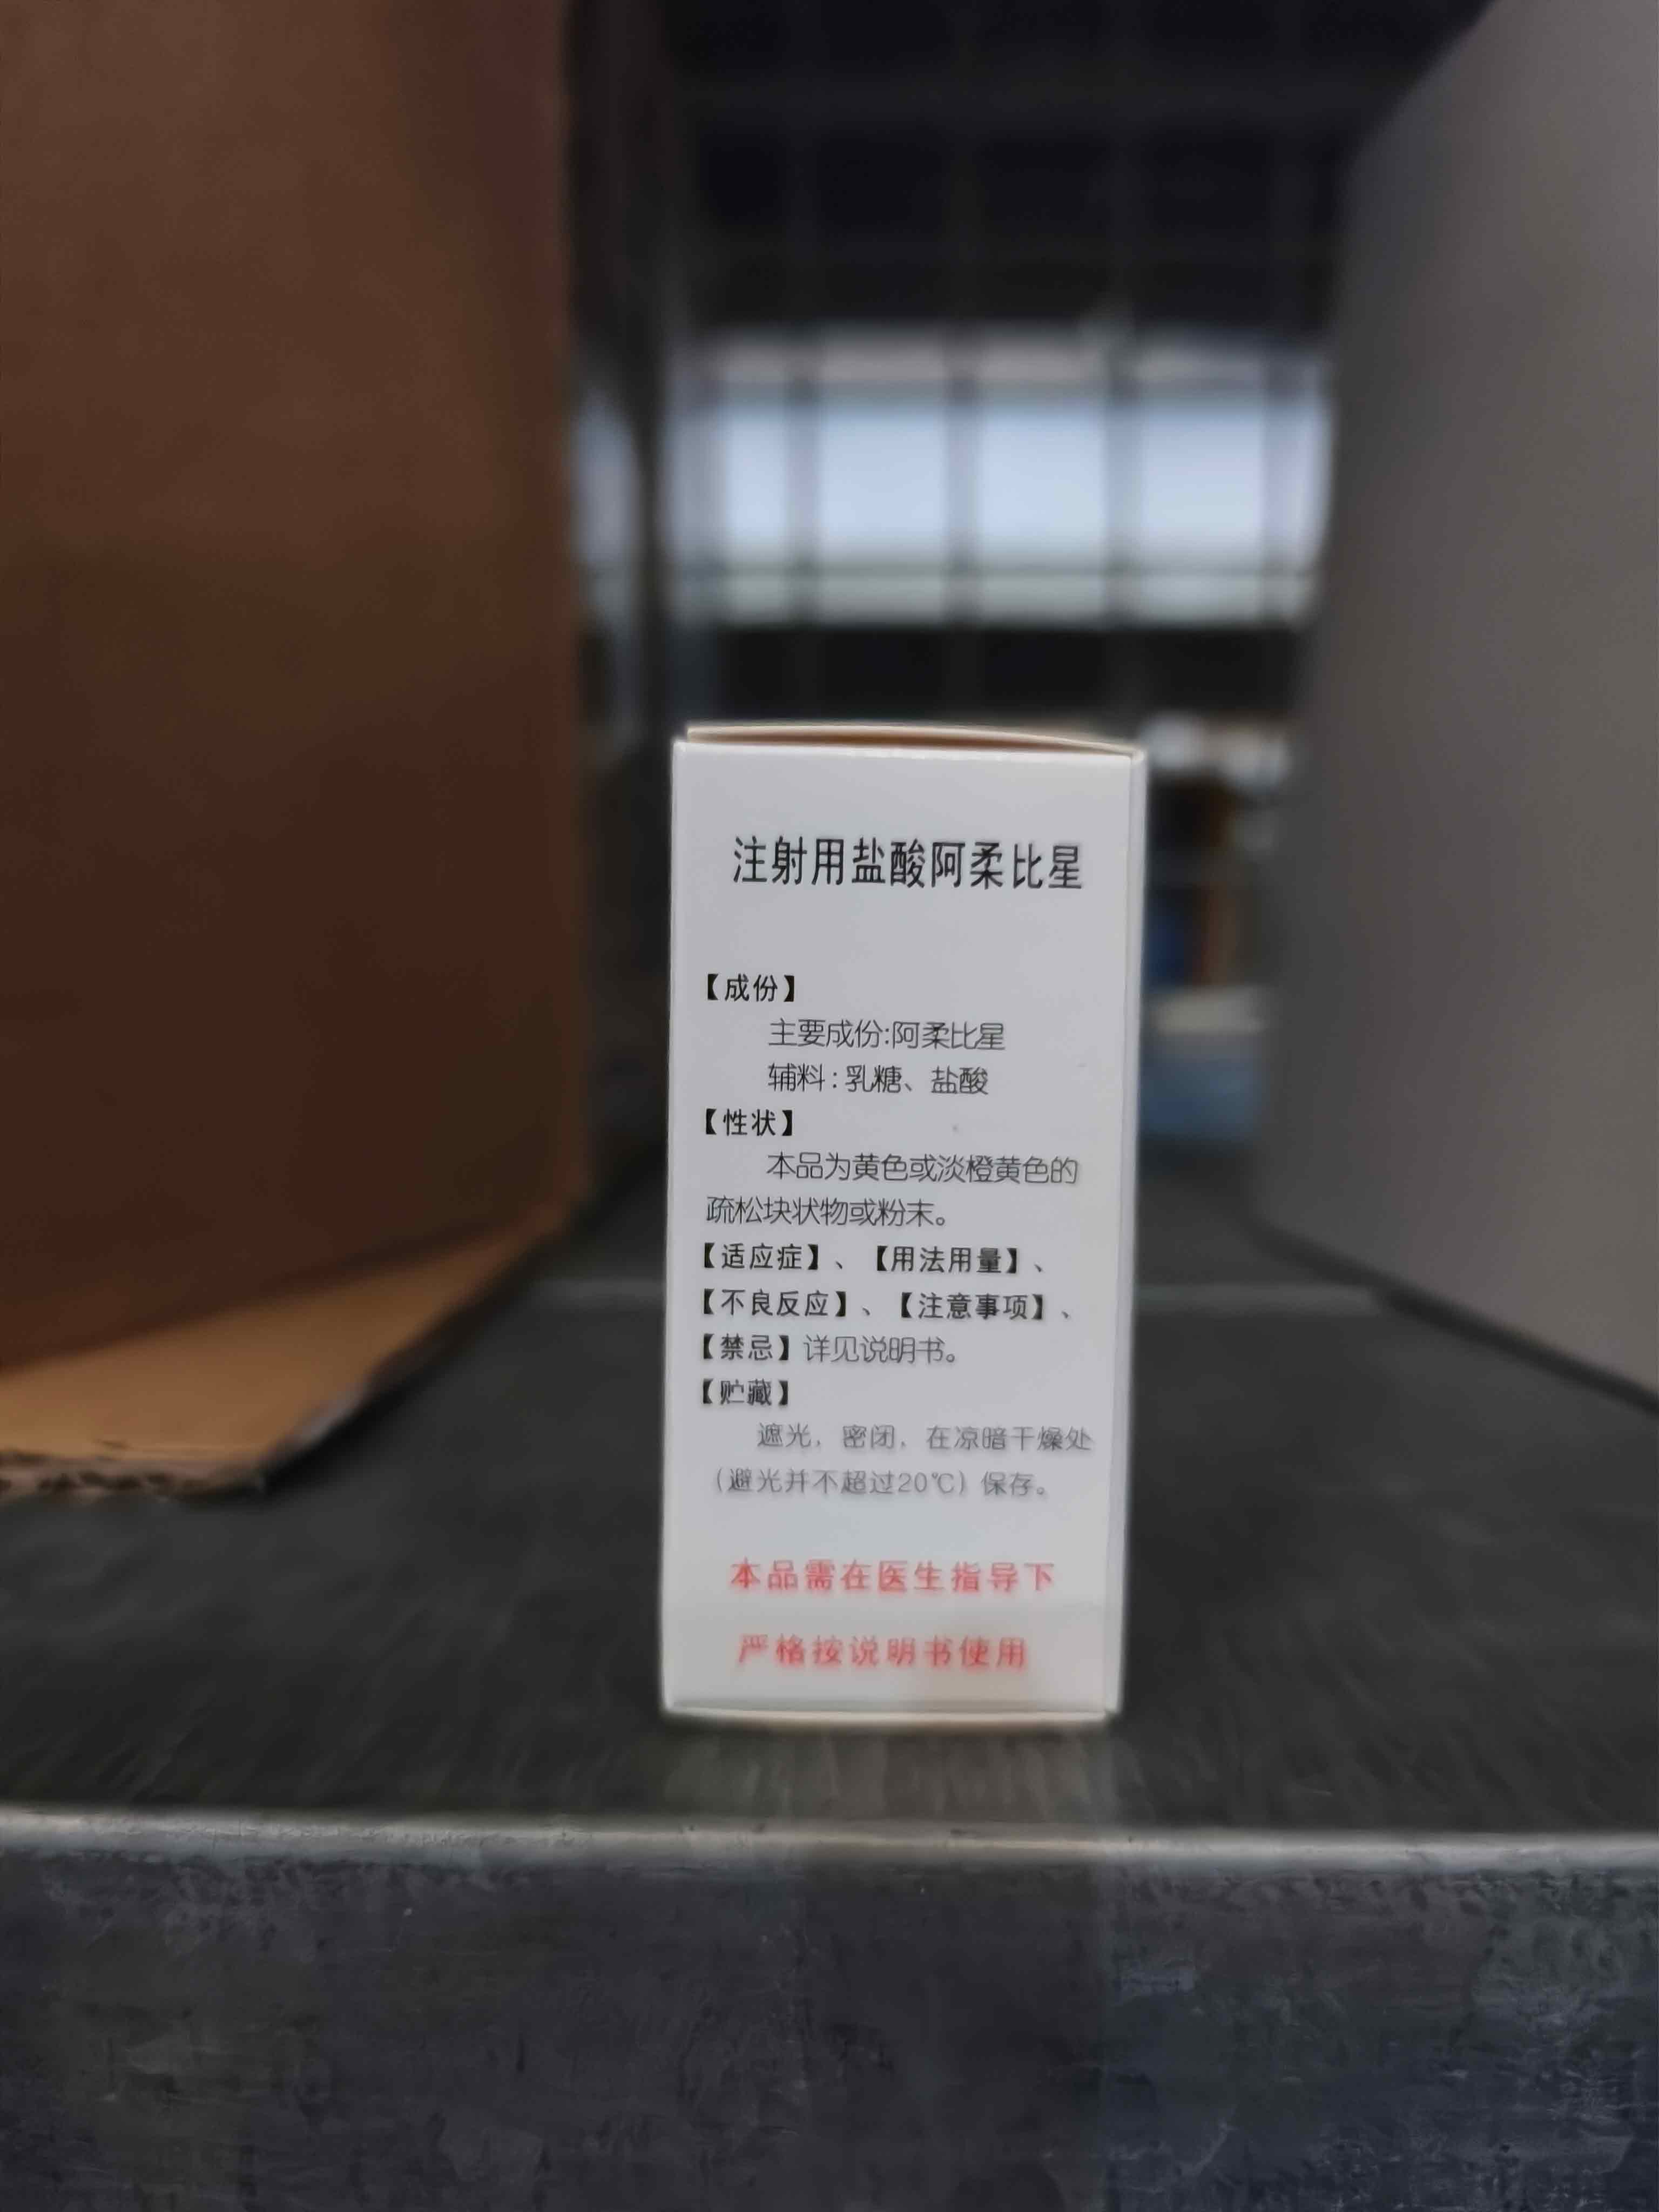 注射用盐酸阿柔比星
【成份】
主要成份:阿柔比星
辅料:乳糖、盐酸
【性状】
本品为黄色或淡橙黄色的
疏松块状物或粉末。
【适应症】、【用法用量】、
【不良反应】、【注意事项】、
【禁忌】详见说明书。
【贮藏】
遮光，密闭，在凉暗干燥处
（避光并不超过20℃）保存。
本品需在医生指导下
严格按说明书使用